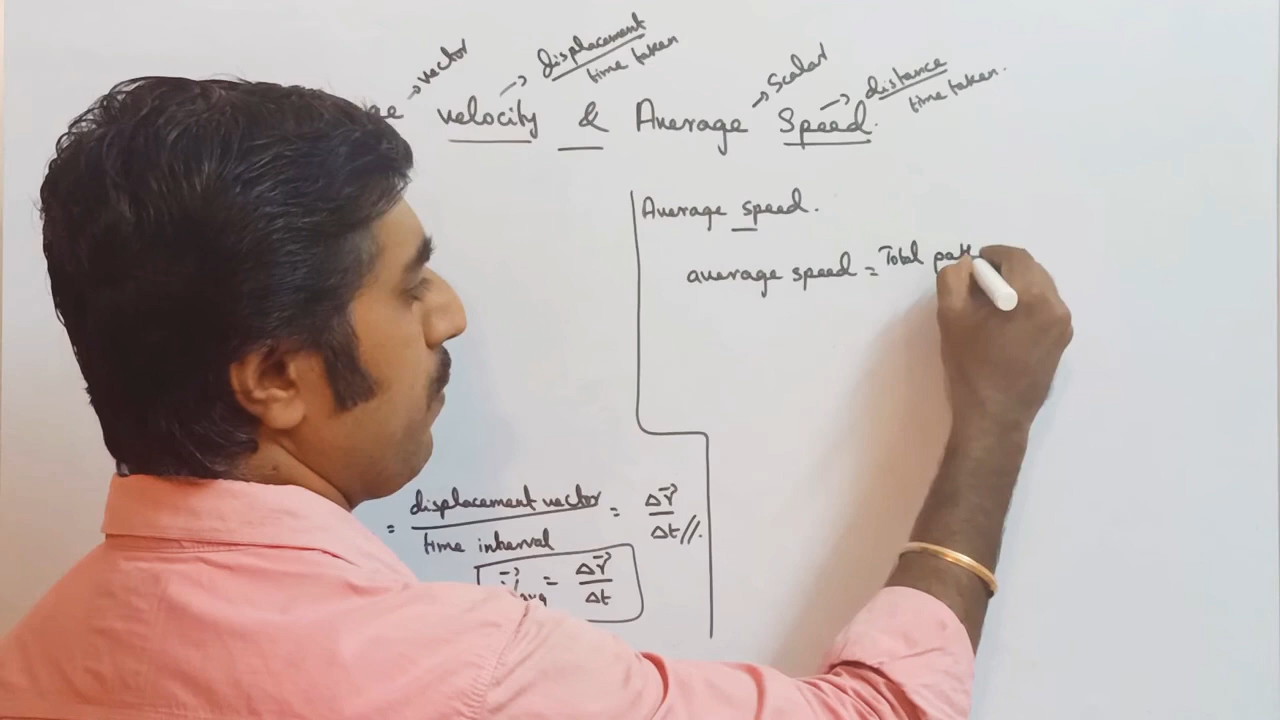 vector
displacement
time taken
scalar
distance
time taken.
velocity & Average Speed.
Average speed.
average speed = Total
= displacement vector = Δr⃗
time interval Δt//.
= Δr⃗
avg Δt